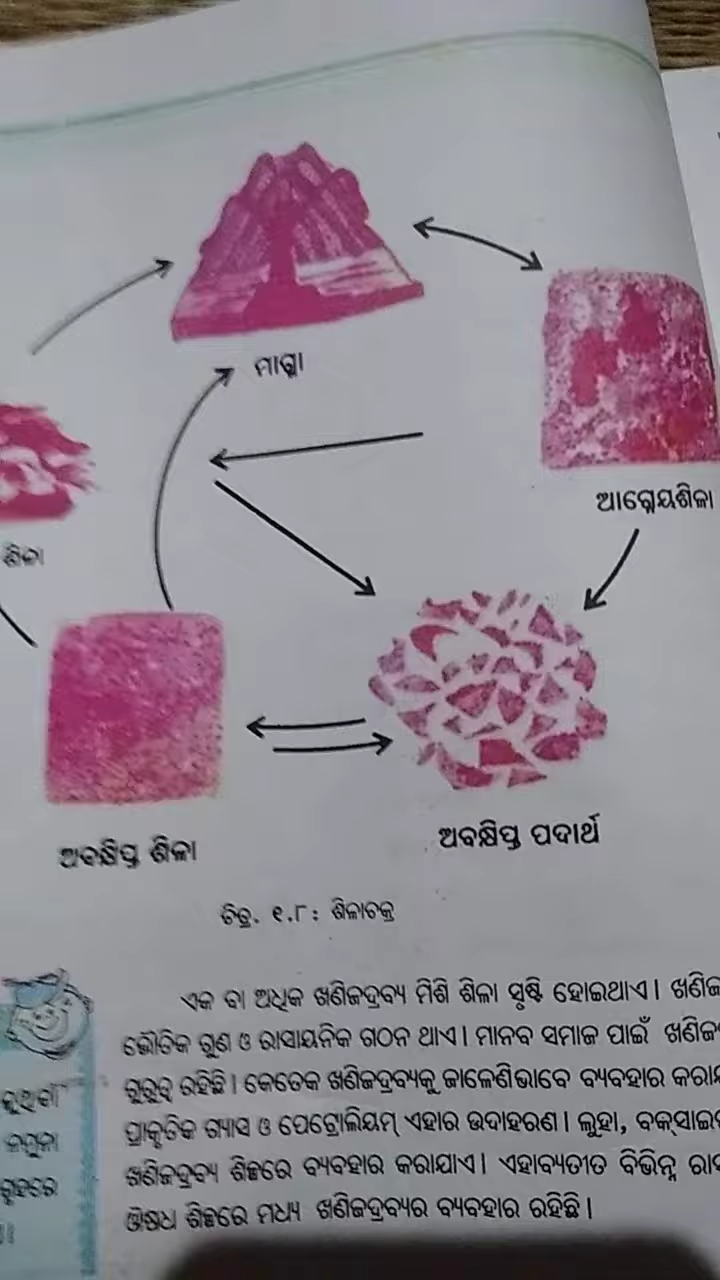 ମାଗ୍ମା
ଆଗ୍ନେୟଶିଳା
ଶିଳା
ଅବକ୍ଷିପ୍ତ ଶିଳା
ଅବକ୍ଷିପ୍ତ ପଦାର୍ଥ
ଚିତ୍ର. ୧.୮: ଶିଳାଚକ୍ର
ଏକ ବା ଅଧିକ ଖଣିଜଦ୍ରବ୍ୟ ମିଶି ଶିଳା ସୃଷ୍ଟି ହୋଇଥାଏ। ଖଣିଜ
ଭୌତିକ ଗୁଣ ଓ ରାସାୟନିକ ଗଠନ ଥାଏ। ମାନବ ସମାଜ ପାଇଁ ଖଣିଜ
ଗୁରୁତ୍ୱ ରହିଛି। କେତେକ ଖଣିଜଦ୍ରବ୍ୟକୁ ଜାଳେଣିଭାବେ ବ୍ୟବହାର
ପ୍ରାକୃତିକ ଗ୍ୟାସ ଓ ପେଟ୍ରୋଲିୟମ୍ ଏହାର ଉଦାହରଣ। ଲୁହା,
ଖଣିଜଦ୍ରବ୍ୟ ଶିଳ୍ପରେ ବ୍ୟବହାର କରାଯାଏ। ଏହାବ୍ୟତୀତ ବିଭିନ୍ନ
ଔଷଧ ଶିଳ୍ପରେ ମଧ୍ୟ ଖଣିଜଦ୍ରବ୍ୟର ବ୍ୟବହାର ରହିଛି।